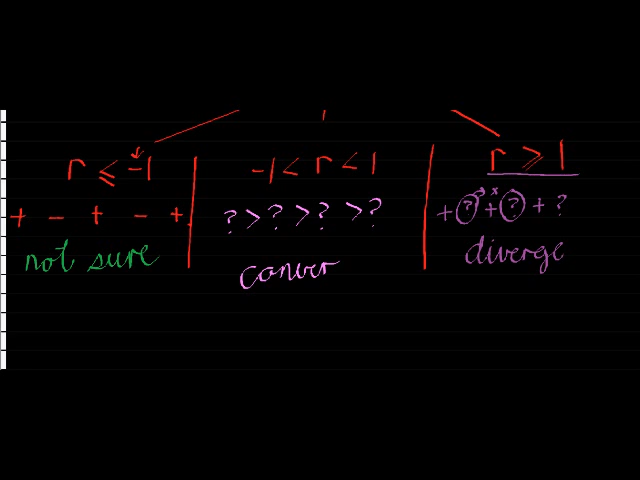 r ≤ -1
+ - + - +
not sure
-1 < r < 1
? > ? > ? > ?
conver
r ≥ 1
+ ? + ? + ?
diverge